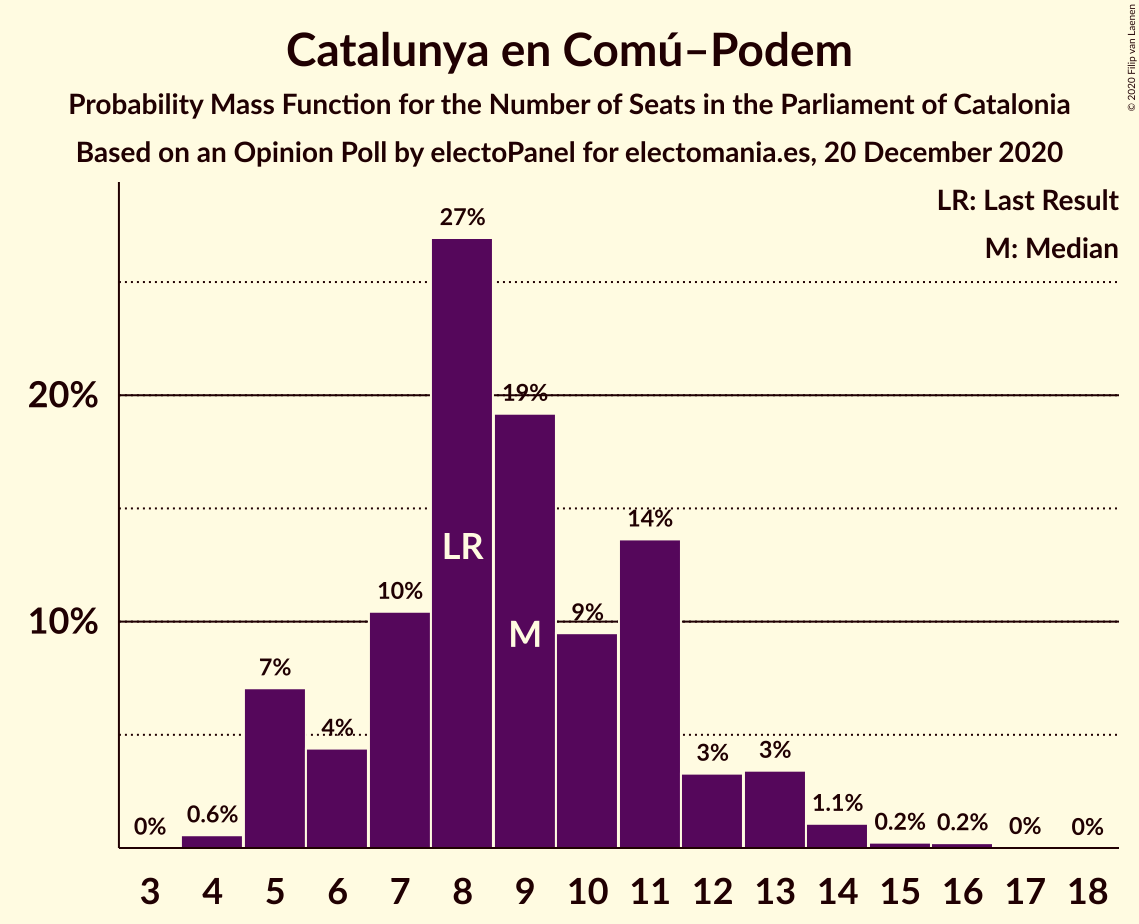 Catalunya en Comú–Podem
Probability Mass Function for the Number of Seats in the Parliament of Catalonia
Based on an Opinion Poll by electoPanel for electomania.es, 20 December 2020
© 2020 Filip van Laenen
LR: Last Result
M: Median
27%
20%
19%
14%
LR
10%
10%
9%
M
7%
4%
3%
3%
1.1%
0.6%
0.2%
0.2%
0%
0%
0%
3 4 5 6 7 8 9 10 11 12 13 14 15 16 17 18